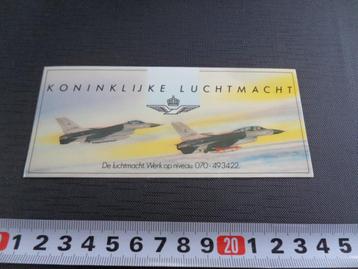 KONINKLIJKE LUCHTMACHT
De luchtmacht. Werk op niveau. 070-493422.
1 2 3 4 5 6 7 8 9 20 1 2 3 4 5